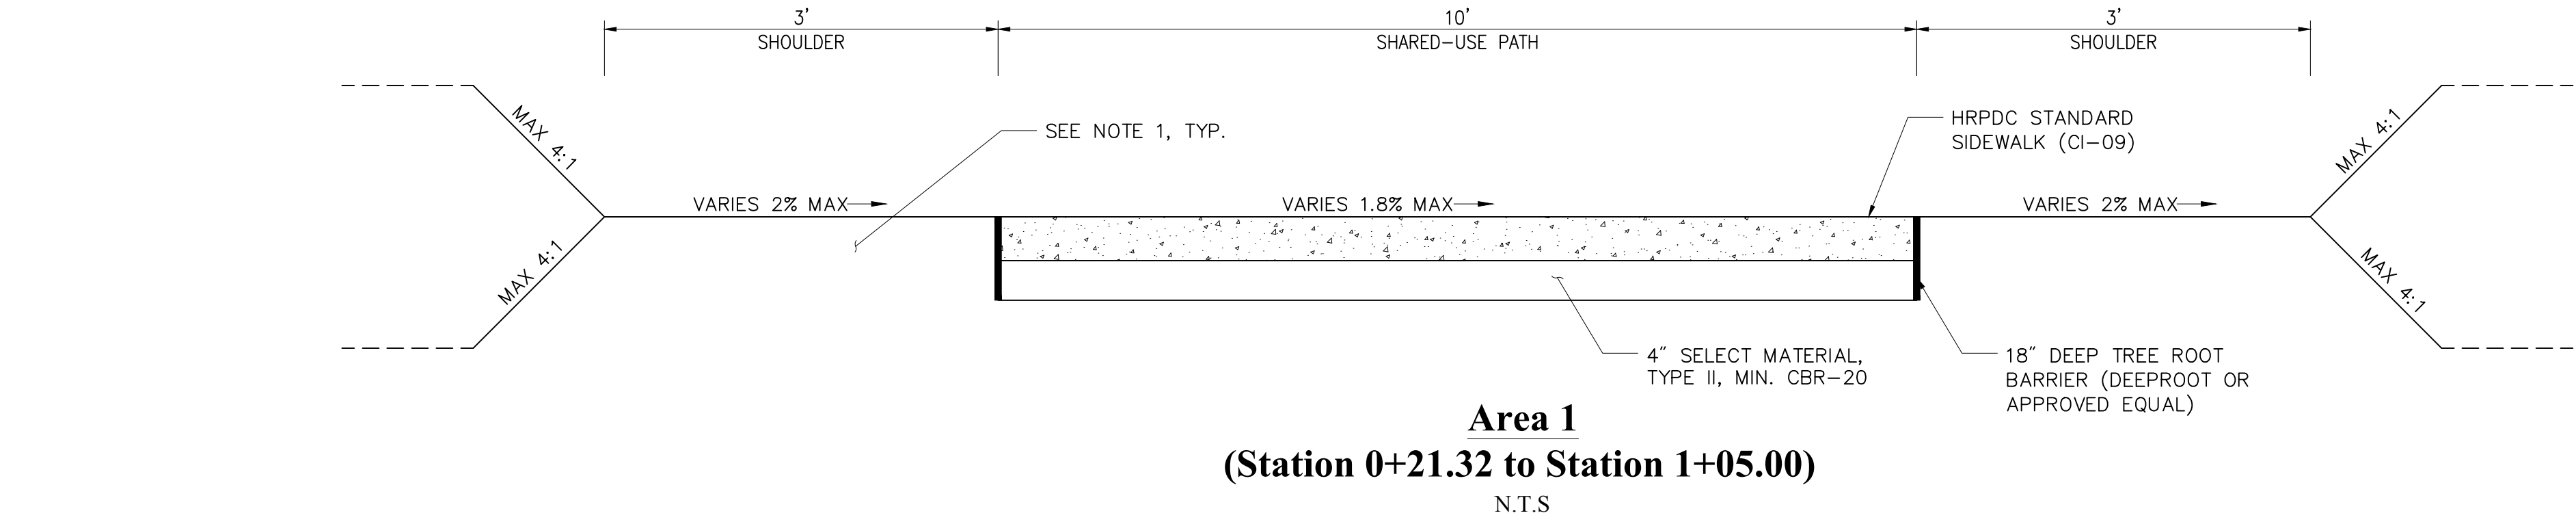 3'
SHOULDER
10'
SHARED-USE PATH
3'
SHOULDER
MAX 4:1
SEE NOTE 1, TYP.
HRPDC STANDARD
SIDEWALK (CI-09)
MAX 4:1
VARIES 2% MAX
VARIES 1.8% MAX
VARIES 2% MAX
MAX 4:1
MAX 4:1
4" SELECT MATERIAL,
TYPE II, MIN. CBR-20
18" DEEP TREE ROOT
BARRIER (DEEPROOT OR
APPROVED EQUAL)
Area 1
(Station 0+21.32 to Station 1+05.00)
N.T.S